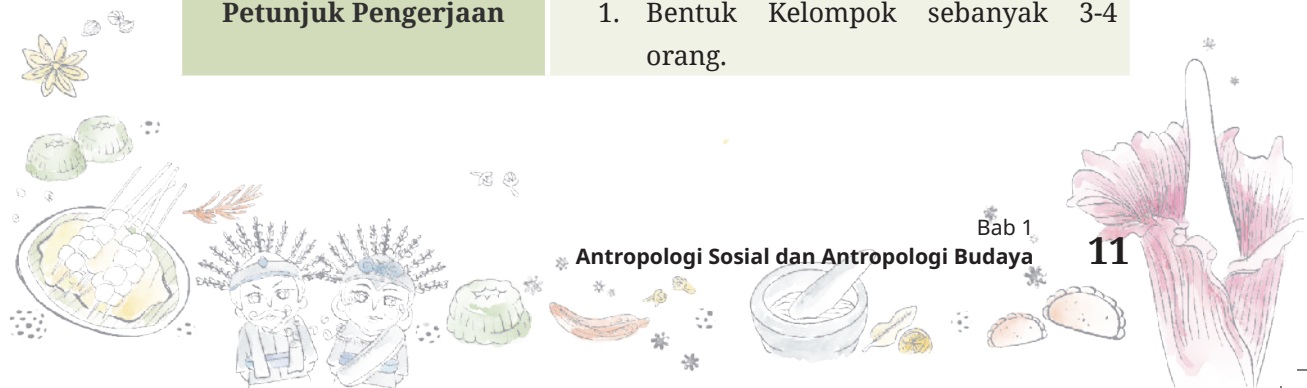 Petunjuk Pengerjaan
1. Bentuk Kelompok sebanyak 3-4
orang.
Bab 1
Antropologi Sosial dan Antropologi Budaya
11